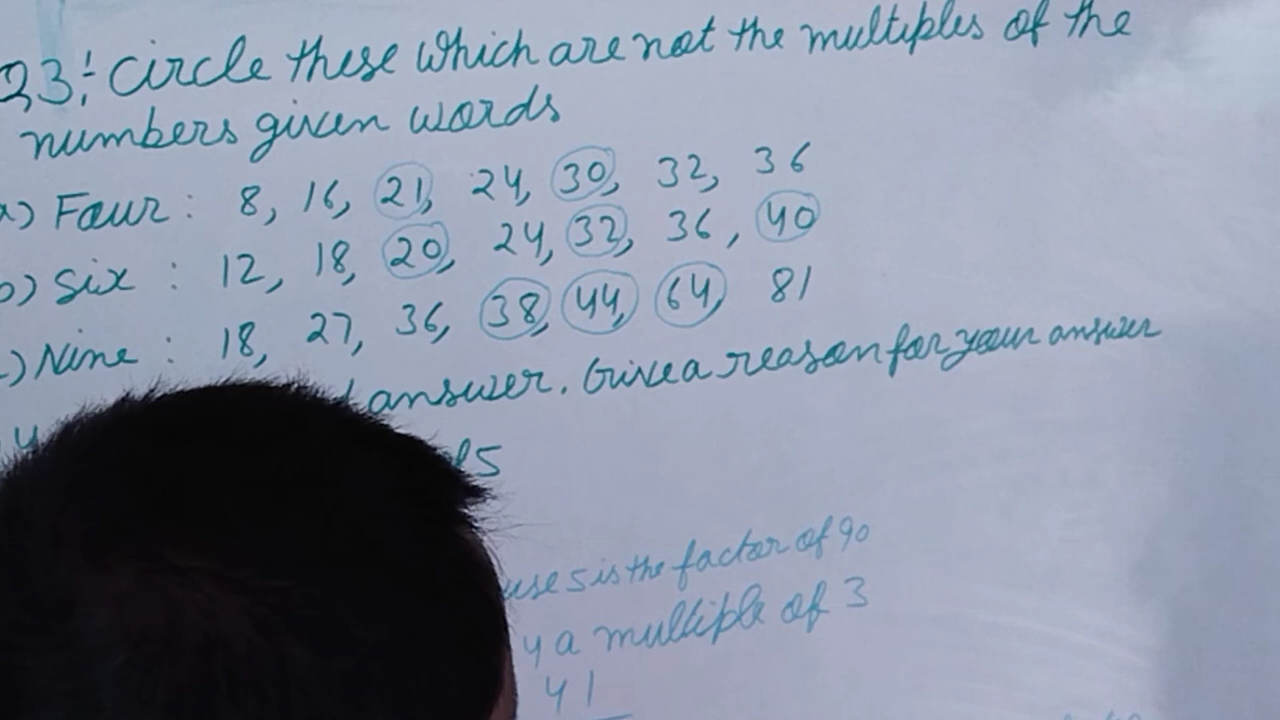 Q3:- Circle these which are not the multiples of the
numbers given words
a) Four : 8, 16, 21, 24, 30, 32, 36
b) Six : 12, 18, 20, 24, 32, 36, 40
c) Nine : 18, 27, 36, 38, 44, 64, 81
answer. Give a reason for your answer
5
5 is the factor of 90
a multiple of 3
41